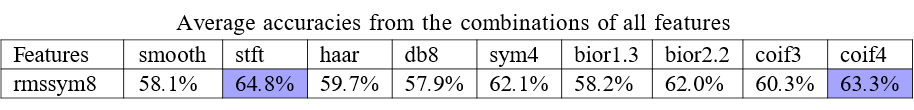 Average accuracies from the combinations of all features
Features smooth stft haar db8 sym4 bior1.3 bior2.2 coif3 coif4
rmssym8 58.1% 64.8% 59.7% 57.9% 62.1% 58.2% 62.0% 60.3% 63.3%